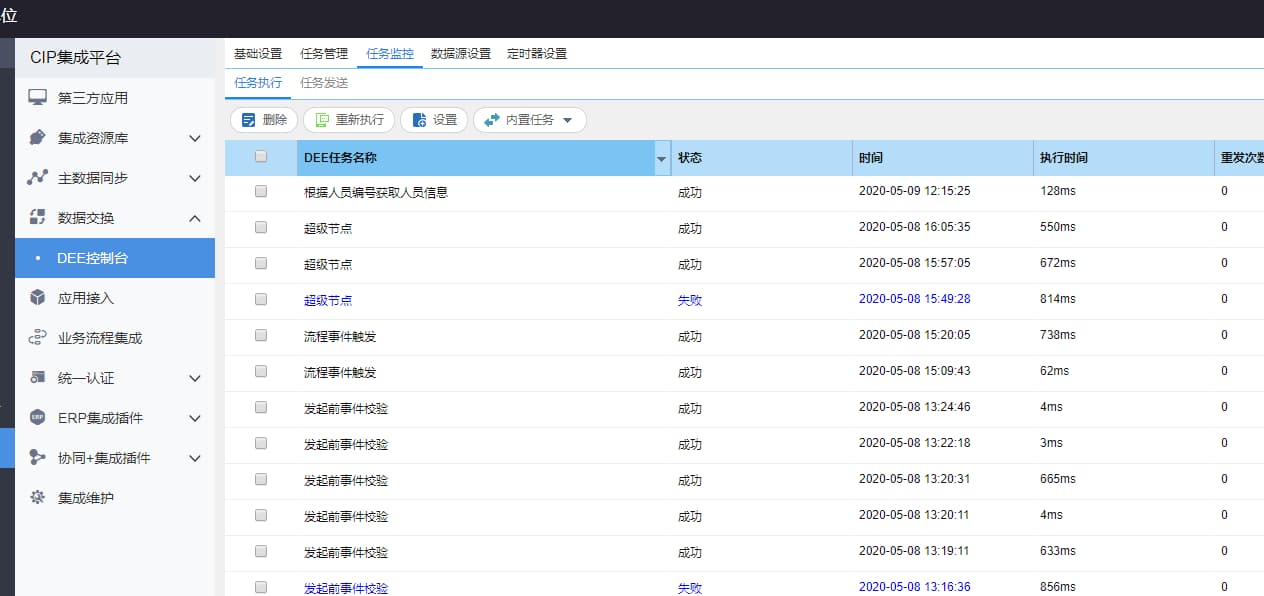 位
CIP集成平台
第三方应用
集成资源库
主数据同步
数据交换
DEE控制台
应用接入
业务流程集成
统一认证
ERP集成插件
协同+集成插件
集成维护
基础设置 任务管理 任务监控 数据源设置 定时器设置
任务执行 任务发送
删除 重新执行 设置 内置任务
DEE任务名称 状态 时间 执行时间 重发次数
根据人员编号获取人员信息 成功 2020-05-09 12:15:25 128ms 0
超级节点 成功 2020-05-08 16:05:35 550ms 0
超级节点 成功 2020-05-08 15:57:05 672ms 0
超级节点 失败 2020-05-08 15:49:28 814ms 0
流程事件触发 成功 2020-05-08 15:20:05 738ms 0
流程事件触发 成功 2020-05-08 15:09:43 62ms 0
发起前事件校验 成功 2020-05-08 13:24:46 4ms 0
发起前事件校验 成功 2020-05-08 13:22:18 3ms 0
发起前事件校验 成功 2020-05-08 13:20:31 665ms 0
发起前事件校验 成功 2020-05-08 13:20:11 4ms 0
发起前事件校验 成功 2020-05-08 13:19:11 633ms 0
发起前事件校验 失败 2020-05-08 13:16:36 856ms 0